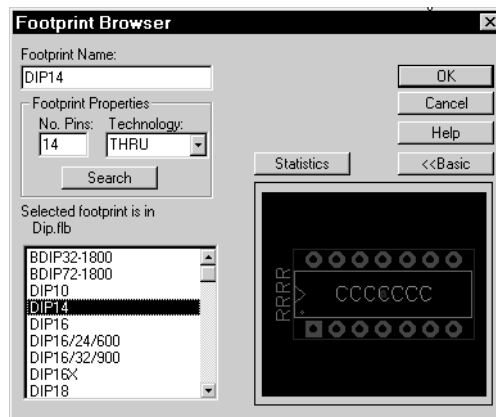 Footprint Browser
Footprint Name:
DIP14
OK
Footprint Properties
Cancel
No. Pins: Technology:
14 THRU
Help
Search
Statistics
<<Basic
Selected footprint is in
Dip.flb
BDIP32-1800
BDIP72-1800
DIP10
DIP14
DIP16
DIP16/24/600
DIP16/32/900
DIP16X
DIP18
RRRR
CCCCCCC